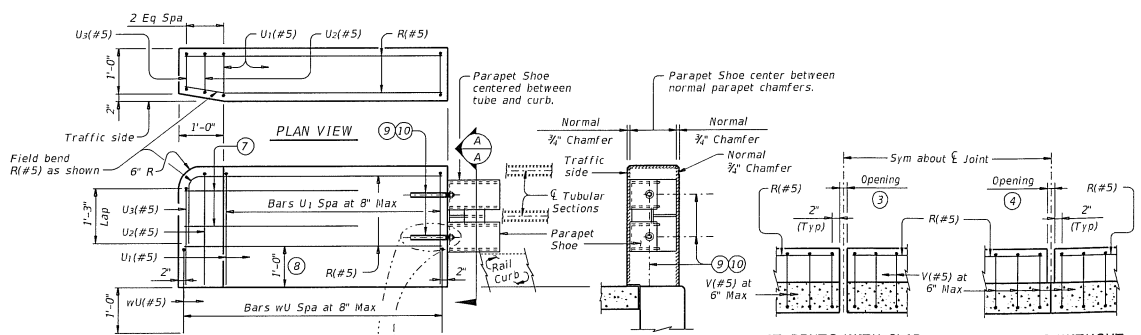 2 Eq Spa
U3(#5)
U1(#5)
U2(#5)
R(#5)
1'-0"
2"
Traffic side
1'-0"
PLAN VIEW
Field bend
R(#5) as shown
6" R
7
9 10
Parapet Shoe
centered between
tube and curb.
A
A
1'-3"
Lap
U3(#5)
U2(#5)
U1(#5)
Bars U1 Spa at 8" Max
2"
1'-0"
8
R(#5)
2"
wU(#5)
1'-0"
Bars wU Spa at 8" Max
Rail
Curb
Parapet
Shoe
℄ Tubular
Sections
Parapet Shoe center between
normal parapet chamfers.
Normal
¾" Chamfer
Normal
¾" Chamfer
Traffic
side
Normal
¾" Chamfer
9 10
Sym about ℄ Joint
R(#5)
Opening
3
2"
(Typ)
R(#5)
Opening
4
R(#5)
2"
(Typ)
V(#5) at
6" Max
V(#5) at
6" Max